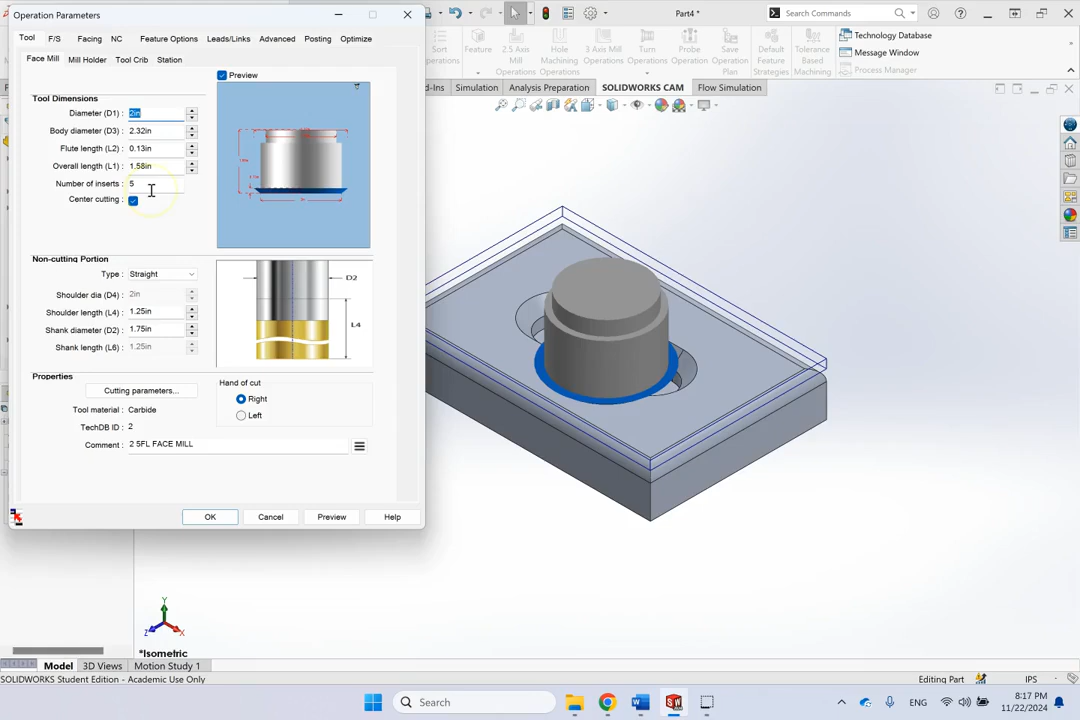 Operation Parameters
Part4 *
Search Commands
Tool F/S Facing NC Feature Options Leads/Links Advanced Posting Optimize
Face Mill Mill Holder Tool Crib Station
Sort Operations
Feature
2.5 Axis Mill Operations
Hole Machining Operations
3 Axis Mill Operations
Turn Operations
Probe Operations
Save Operation Plan
Default Feature Strategies
Tolerance Based Machining
Technology Database
Message Window
Process Manager
d-Ins Simulation Analysis Preparation SOLIDWORKS CAM Flow Simulation
Preview
Tool Dimensions
Diameter (D1) : 2in
Body diameter (D3) : 2.32in
Flute length (L2) : 0.13in
Overall length (L1) : 1.58in
Number of inserts : 5
Center cutting :
Non-cutting Portion
Type : Straight
Shoulder dia (D4) : 2in
Shoulder length (L4) : 1.25in
Shank diameter (D2) : 1.75in
Shank length (L6) : 1.25in
D2
L4
Properties
Cutting parameters...
Tool material : Carbide
TechDB ID : 2
Comment : 2 5FL FACE MILL
Hand of cut
Right
Left
OK Cancel Preview Help
Y
Z X
*Isometric
Model 3D Views Motion Study 1
SOLIDWORKS Student Edition - Academic Use Only
Editing Part IPS
Search
ENG
8:17 PM
11/22/2024